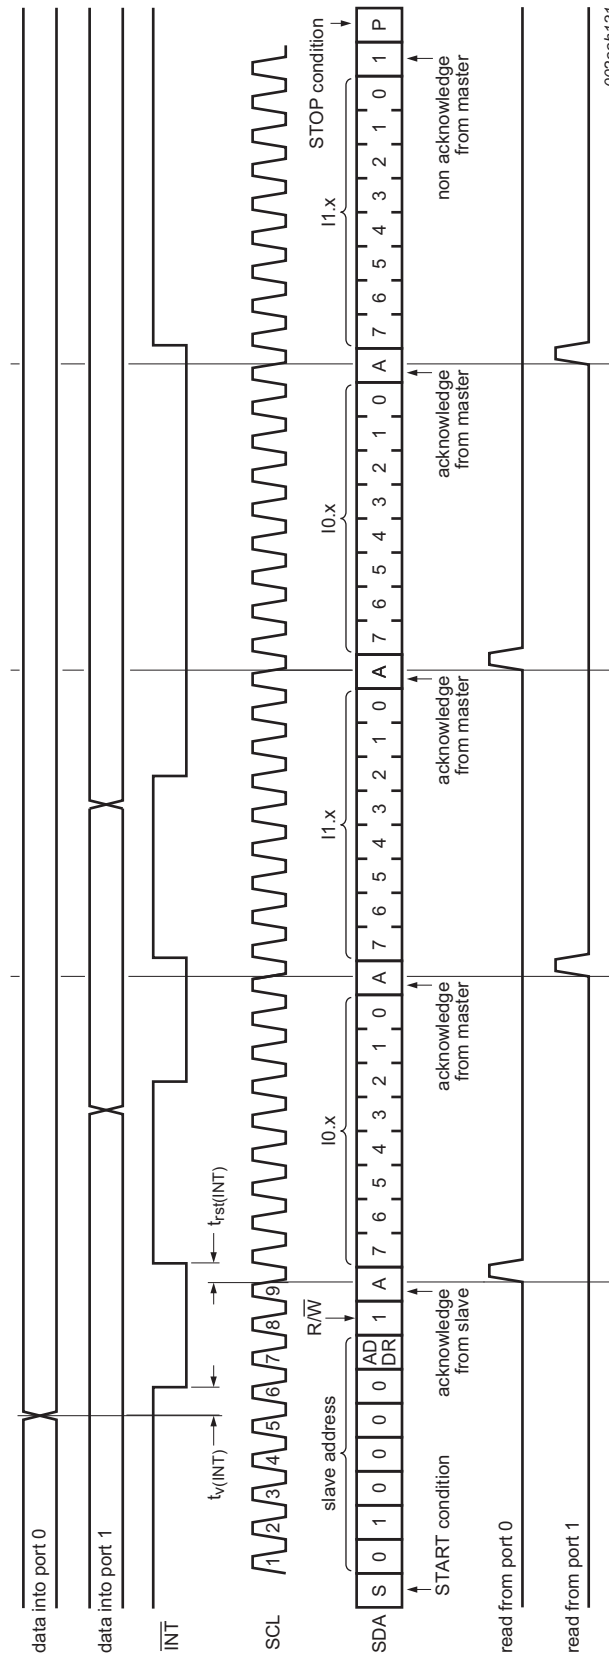 data into port 0
data into port 1
INT
tv(INT)
trst(INT)
SCL 1 2 3 4 5 6 7 8 9
slave address R/W I0.x I1.x I0.x I1.x STOP condition
SDA S 0 1 0 0 0 0 AD DR 1 A 7 6 5 4 3 2 1 0 A 7 6 5 4 3 2 1 0 A 7 6 5 4 3 2 1 0 A 7 6 5 4 3 2 1 0 1 P
START condition
acknowledge
from slave
acknowledge
from master
acknowledge
from master
acknowledge
from master
non acknowledge
from master
read from port 0
read from port 1